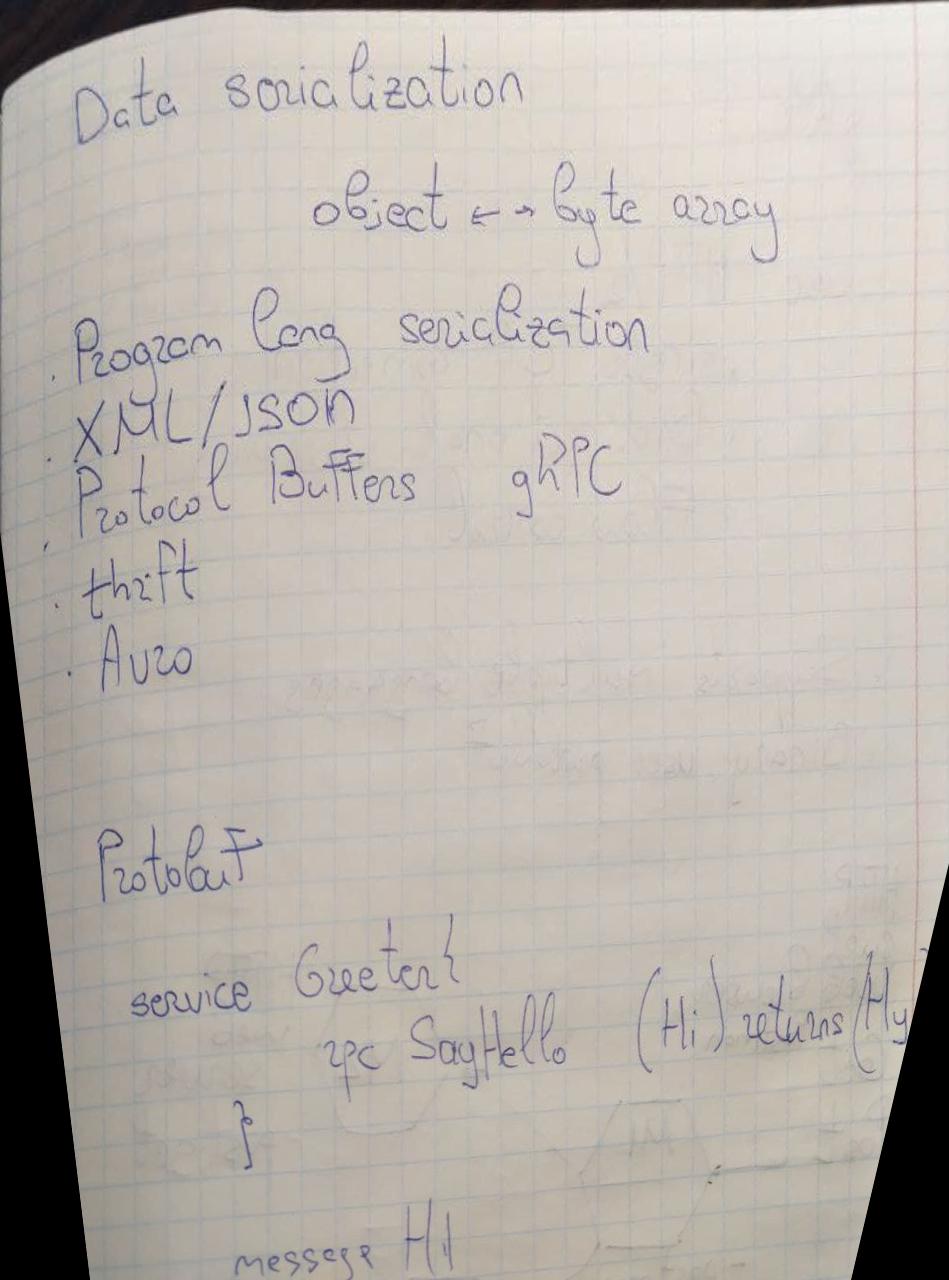 Data serialization
object ←→ byte array
. Program lang serialization
. XML/JSON
. Protocol Buffers gRPC
. thrift
. Avro
Protobuf
service Greeter{
rpc SayHello (Hi) returns (Hy
}
message Hi